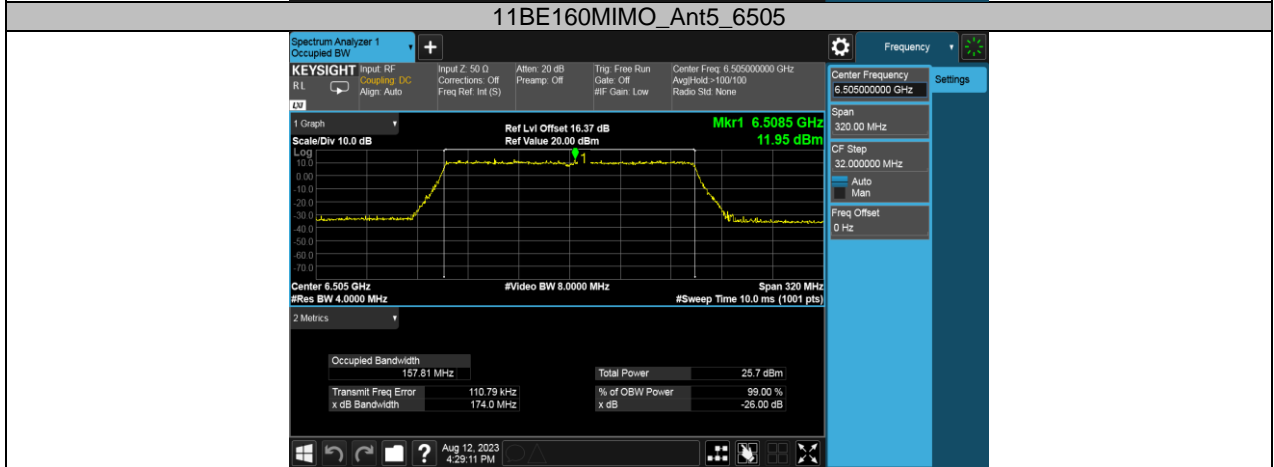 11BE160MIMO_Ant5_6505
Spectrum Analyzer 1
Occupied BW
+
Frequency
KEYSIGHT
RL
LXI
Input: RF
Coupling: DC
Align: Auto
Input Z: 50 Ω
Corrections: Off
Freq Ref: Int (S)
Atten: 20 dB
Preamp: Off
Trig: Free Run
Gate: Off
#IF Gain: Low
Center Freq: 6.505000000 GHz
Avg|Hold:>100/100
Radio Std: None
Center Frequency
6.505000000 GHz
Settings
Span
320.00 MHz
CF Step
32.000000 MHz
Auto
Man
Freq Offset
0 Hz
1 Graph
Scale/Div 10.0 dB
Ref Lvl Offset 16.37 dB
Ref Value 20.00 dBm
Mkr1 6.5085 GHz
11.95 dBm
Log
10.0
0.00
-10.0
-20.0
-30.0
-40.0
-50.0
-60.0
-70.0
1
Center 6.505 GHz
#Res BW 4.0000 MHz
#Video BW 8.0000 MHz
Span 320 MHz
#Sweep Time 10.0 ms (1001 pts)
2 Metrics
Occupied Bandwidth
157.81 MHz
Total Power 25.7 dBm
Transmit Freq Error 110.79 kHz
% of OBW Power 99.00 %
x dB Bandwidth 174.0 MHz
x dB -26.00 dB
?
Aug 12, 2023
4:29:11 PM